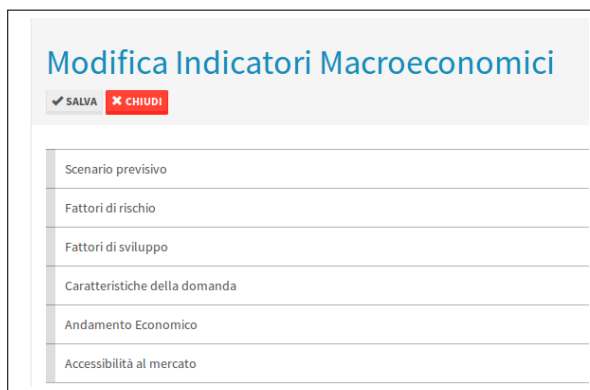 Modifica Indicatori Macroeconomici
SALVA CHIUDI
Scenario previsivo
Fattori di rischio
Fattori di sviluppo
Caratteristiche della domanda
Andamento Economico
Accessibilità al mercato